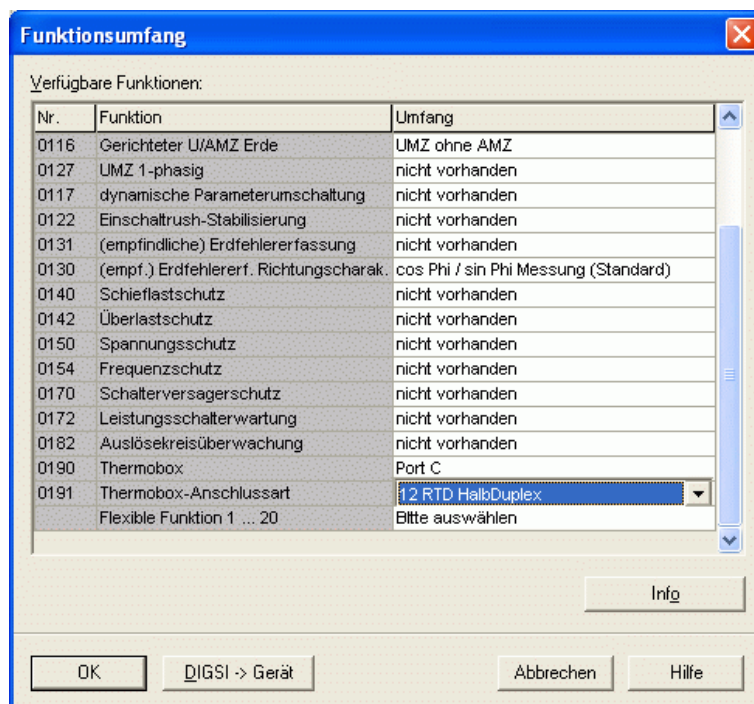 Funktionsumfang
Verfügbare Funktionen:
Nr. Funktion Umfang
0116 Gerichteter U/AMZ Erde UMZ ohne AMZ
0127 UMZ 1-phasig nicht vorhanden
0117 dynamische Parameterumschaltung nicht vorhanden
0122 Einschaltrush-Stabilisierung nicht vorhanden
0131 (empfindliche) Erdfehlererfassung nicht vorhanden
0130 (empf.) Erdfehlererf. Richtungscharak. cos Phi / sin Phi Messung (Standard)
0140 Schieflastschutz nicht vorhanden
0142 Überlastschutz nicht vorhanden
0150 Spannungsschutz nicht vorhanden
0154 Frequenzschutz nicht vorhanden
0170 Schalterversagerschutz nicht vorhanden
0172 Leistungsschalterwartung nicht vorhanden
0182 Auslösekreisüberwachung nicht vorhanden
0190 Thermobox Port C
0191 Thermobox-Anschlussart 12 RTD HalbDuplex
Flexible Funktion 1 ... 20 Bitte auswählen
Info
OK DIGSI -> Gerät Abbrechen Hilfe